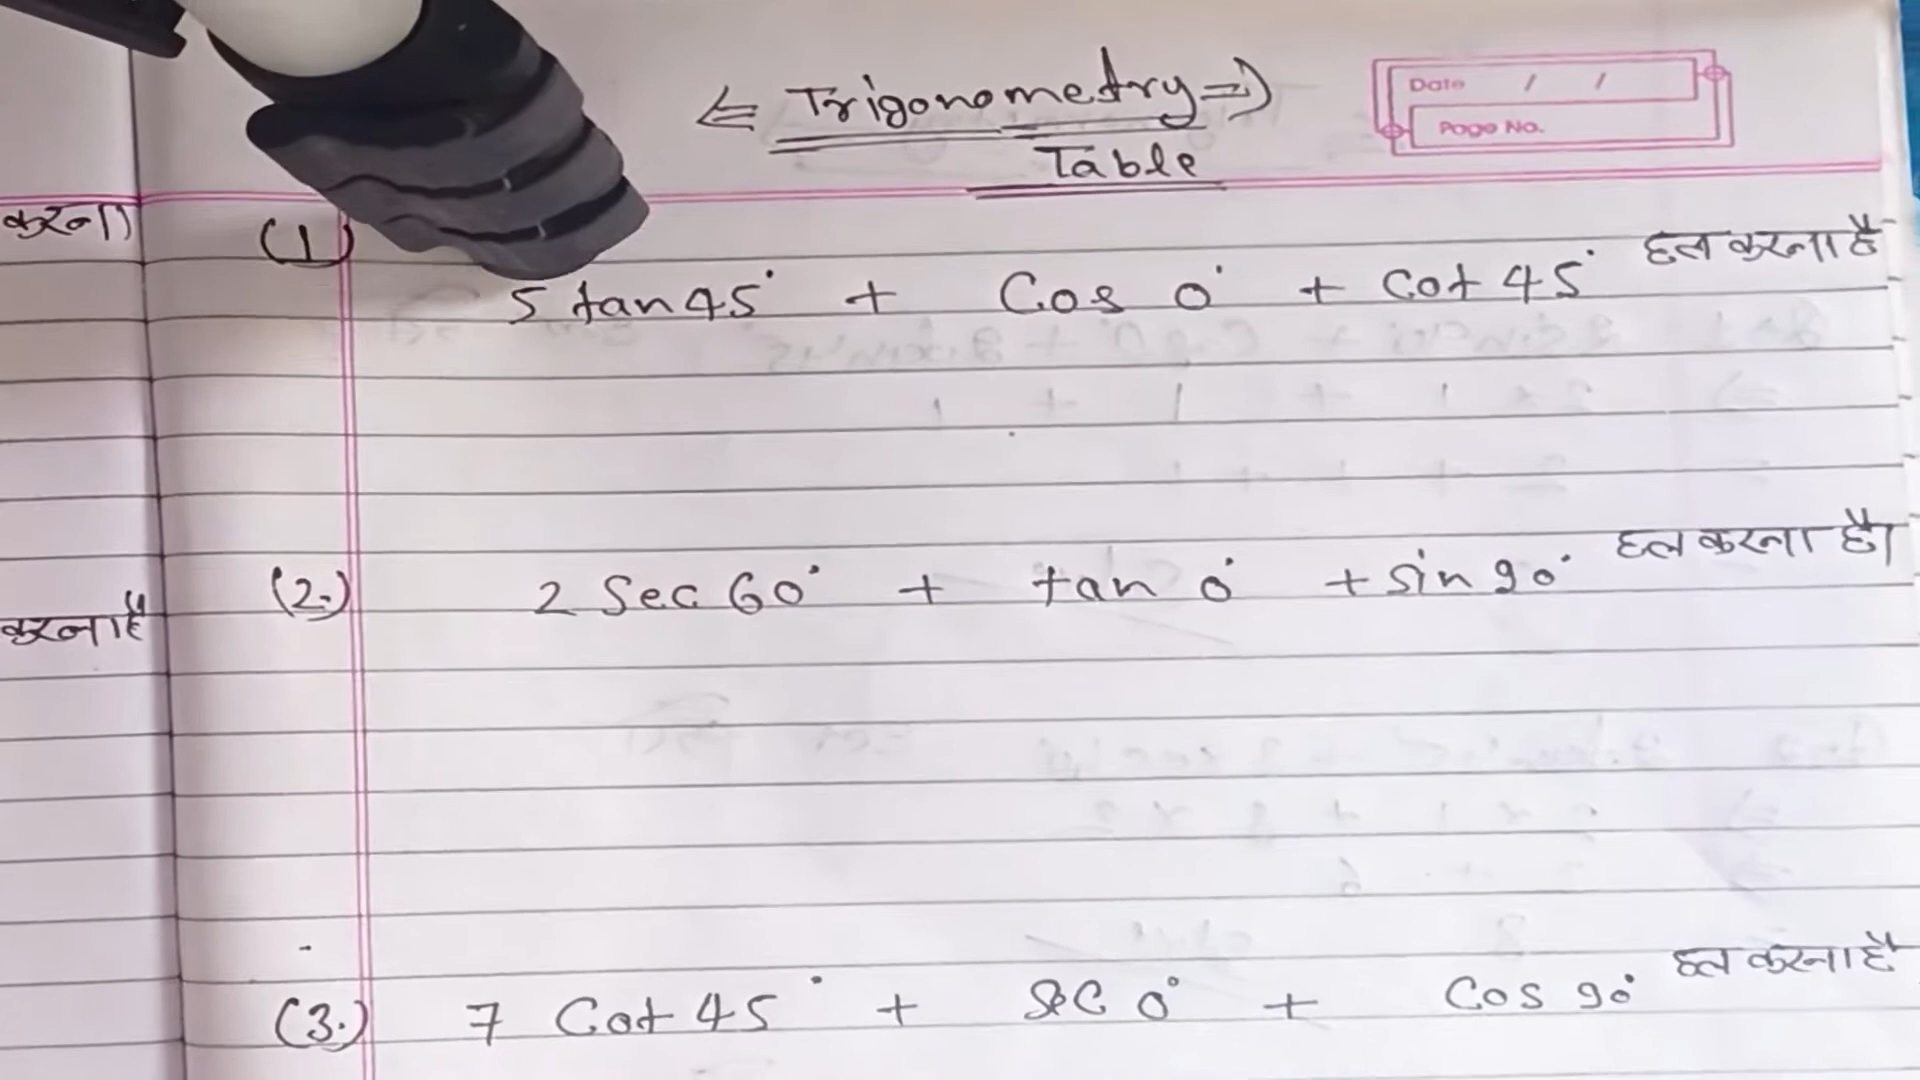 ⇐ Trigonometry ⇒
Table
Date / /
Page No.
करना
(1)
5 tan 45° + Cos 0° + Cot 45° हल करना है
(2.) 2 Sec 60° + tan 0° + sin 90° हल करना है।
करना है
(3.) 7 Cot 45° + sec 0° + Cos 90° हल करना है